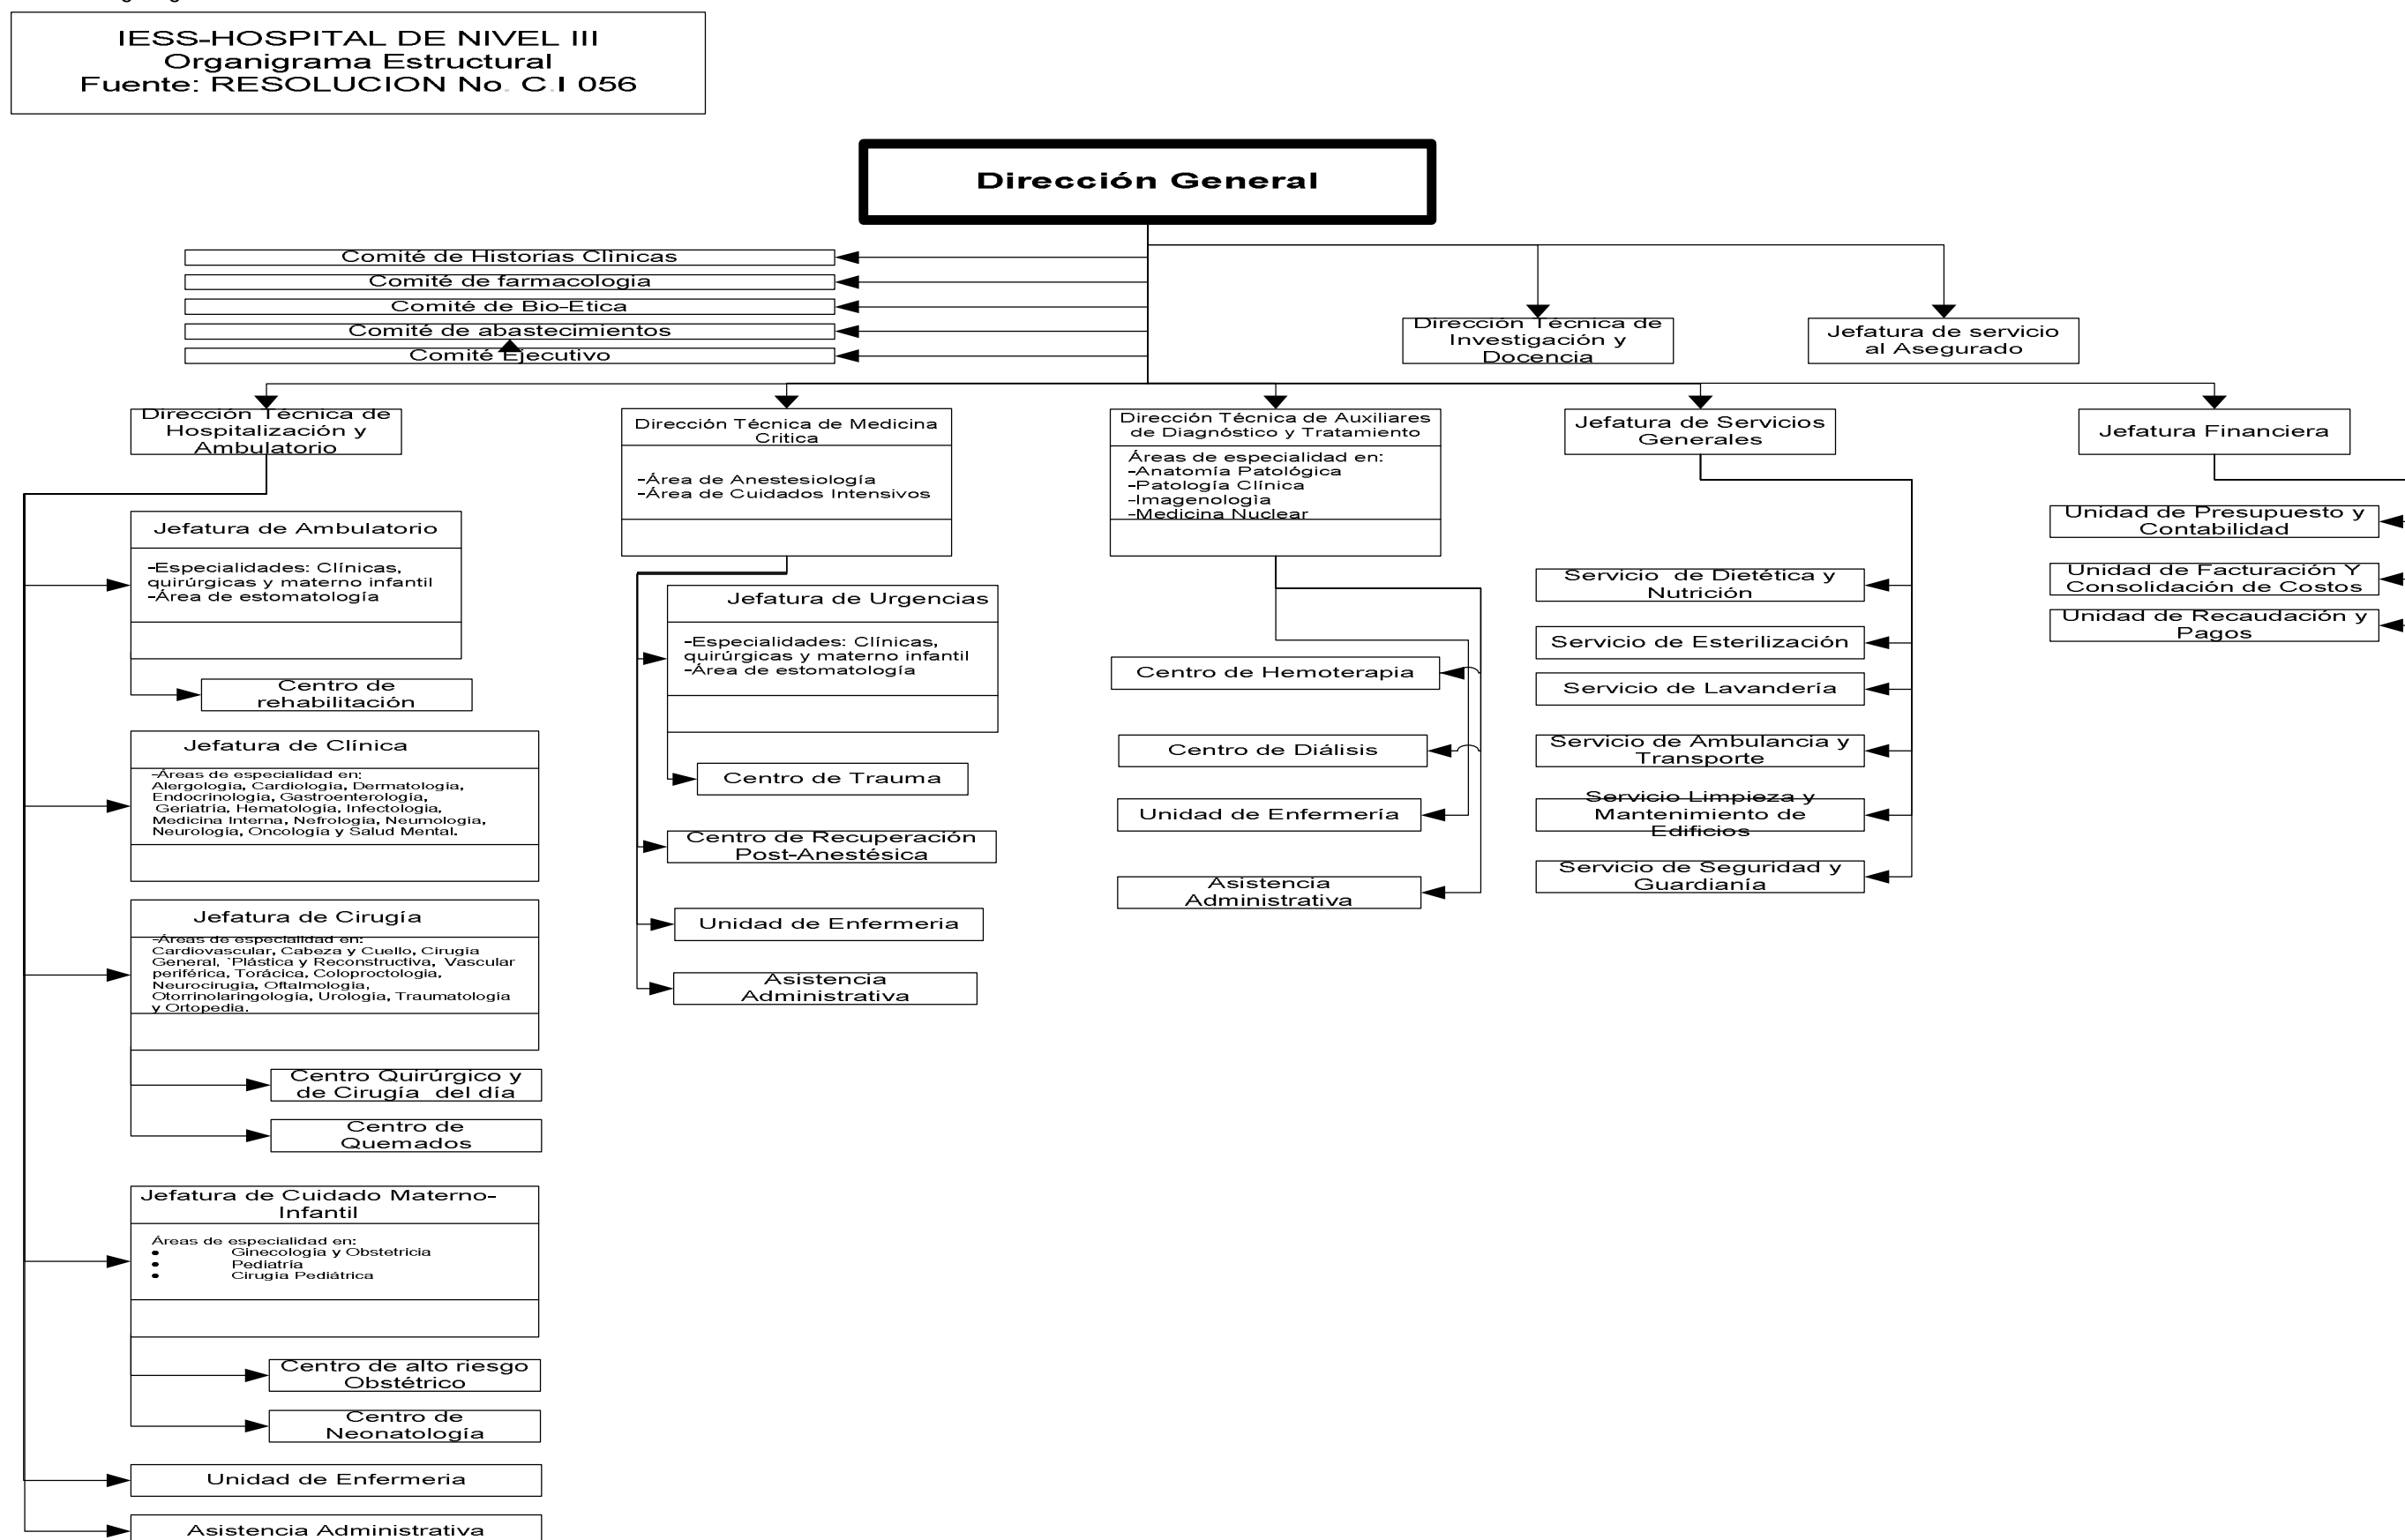 IESS-HOSPITAL DE NIVEL III
Organigrama Estructural
Fuente: RESOLUCION No. C.I 056
Dirección General
Comité de Historias Clìnicas
Comité de farmacologia
Comité de Bio-Etica
Comité de abastecimientos
Comité Ejecutivo
Dirección Técnica de
Investigación y
Docencia
Jefatura de servicio
al Asegurado
Dirección Técnica de
Hospitalización y
Ambulatorio
Jefatura de Ambulatorio
-Especialidades: Clínicas,
quirúrgicas y materno infantil
-Área de estomatología
Centro de
rehabilitación
Jefatura de Clínica
-Áreas de especialidad en:
Alergología, Cardiología, Dermatología,
Endocrinología, Gastroenterología,
Geriatría, Hematología, Infectología,
Medicina Interna, Nefrología, Neumología,
Neurología, Oncología y Salud Mental.
Jefatura de Cirugía
-Áreas de especialidad en:
Cardiovascular, Cabeza y Cuello, Cirugía
General, `Plástica y Reconstructiva, Vascular
periférica, Torácica, Coloproctología,
Neurocirugía, Oftalmología,
Otorrinolaringología, Urología, Traumatología
y Ortopedia.
Centro Quirúrgico y
de Cirugía del día
Centro de
Quemados
Jefatura de Cuidado Materno-
Infantil
Áreas de especialidad en:
• Ginecología y Obstetricia
• Pediatría
• Cirugía Pediátrica
Centro de alto riesgo
Obstétrico
Centro de
Neonatología
Unidad de Enfermeria
Asistencia Administrativa
Dirección Técnica de Medicina
Critica
-Área de Anestesiología
-Área de Cuidados Intensivos
Jefatura de Urgencias
-Especialidades: Clínicas,
quirúrgicas y materno infantil
-Área de estomatología
Centro de Trauma
Centro de Recuperación
Post-Anestésica
Unidad de Enfermeria
Asistencia
Administrativa
Dirección Técnica de Auxiliares
de Diagnóstico y Tratamiento
Áreas de especialidad en:
-Anatomía Patológica
-Patología Clínica
-Imagenologìa
-Medicina Nuclear
Centro de Hemoterapia
Centro de Diálisis
Unidad de Enfermería
Asistencia
Administrativa
Jefatura de Servicios
Generales
Servicio de Dietética y
Nutrición
Servicio de Esterilización
Servicio de Lavandería
Servicio de Ambulancia y
Transporte
Servicio Limpieza y
Mantenimiento de
Edificios
Servicio de Seguridad y
Guardianía
Jefatura Financiera
Unidad de Presupuesto y
Contabilidad
Unidad de Facturación Y
Consolidación de Costos
Unidad de Recaudación y
Pagos